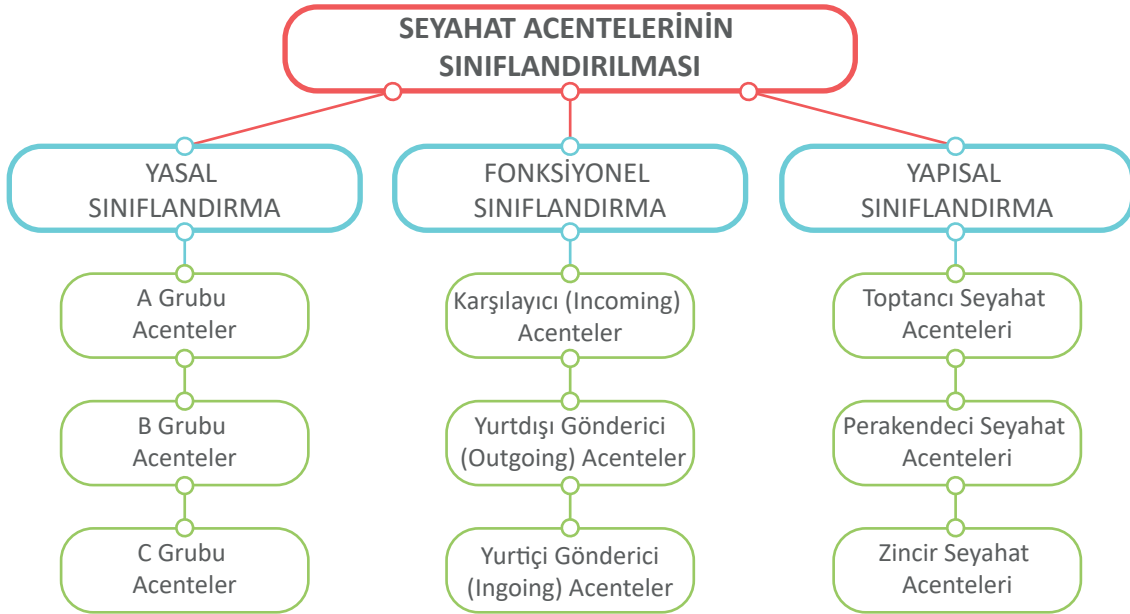 SEYAHAT ACENTELERİNİN
SINIFLANDIRILMASI
YASAL
SINIFLANDIRMA
A Grubu
Acenteler
B Grubu
Acenteler
C Grubu
Acenteler
FONKSİYONEL
SINIFLANDIRMA
Karşılayıcı (Incoming)
Acenteler
Yurtdışı Gönderici
(Outgoing) Acenteler
Yurtiçi Gönderici
(Ingoing) Acenteler
YAPISAL
SINIFLANDIRMA
Toptancı Seyahat
Acenteleri
Perakendeci Seyahat
Acenteleri
Zincir Seyahat
Acenteleri